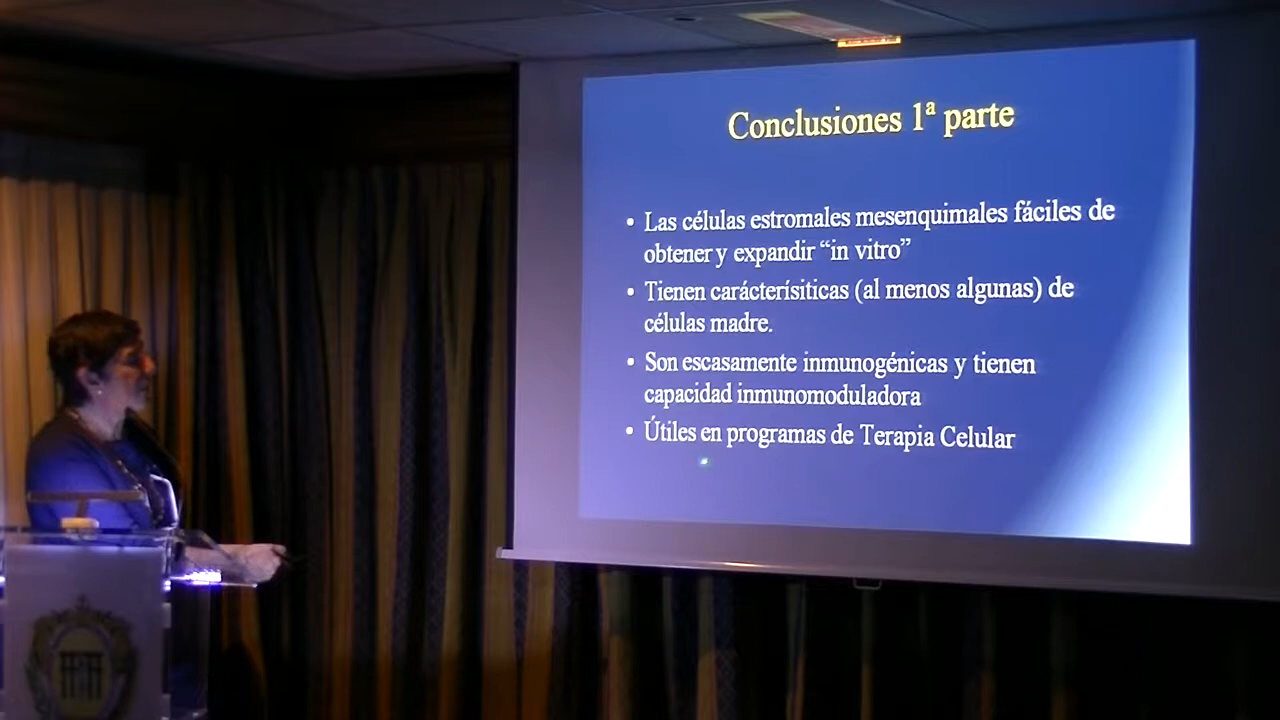 Conclusiones 1ª parte
• Las células estromales mesenquimales fáciles de
obtener y expandir “in vitro”
• Tienen carácterísiticas (al menos algunas) de
células madre.
• Son escasamente inmunogénicas y tienen
capacidad inmunomoduladora
• Útiles en programas de Terapia Celular